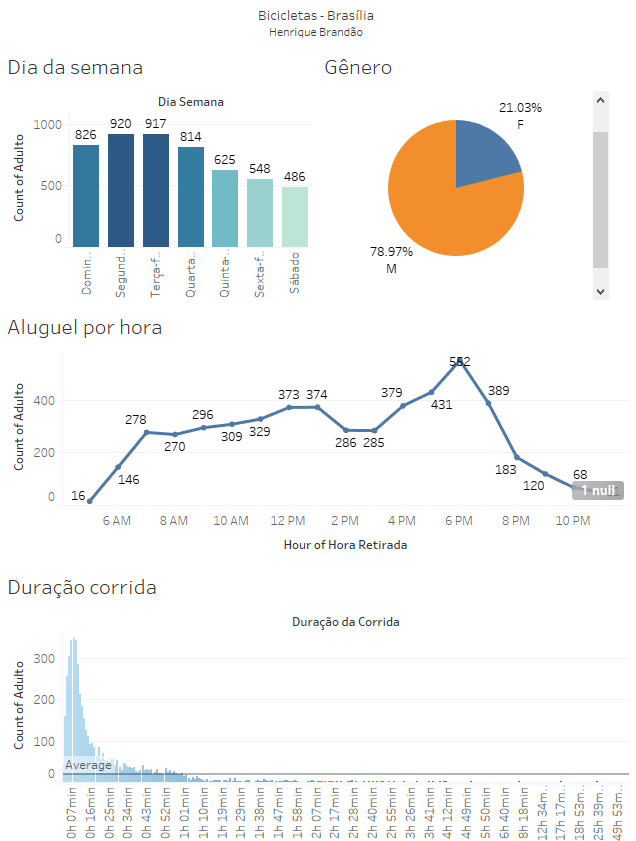 Bicicletas - Brasília
Henrique Brandão
Dia da semana
Gênero
Dia Semana
Count of Adulto
1000
500
0
826
920
917
814
625
548
486
Domin..
Segund..
Terça-f..
Quarta..
Quinta-..
Sexta-f..
Sábado
21.03%
F
78.97%
M
Aluguel por hora
Count of Adulto
400
200
0
16
146
278
270
296
309
329
373
374
286
285
379
431
389
183
120
68
1 null
6 AM
8 AM
10 AM
12 PM
2 PM
4 PM
6 PM
8 PM
10 PM
Hour of Hora Retirada
Duração corrida
Duração da Corrida
Count of Adulto
300
200
100
0
Average
0h 07min
0h 16min
0h 25min
0h 34min
0h 43min
0h 52min
1h 01min
1h 10min
1h 19min
1h 29min
1h 38min
1h 47min
1h 58min
2h 07min
2h 17min
2h 28min
2h 38min
2h 55min
3h 26min
3h 41min
4h 12min
4h 49min
5h 50min
6h 40min
8h 18min
12h 34m..
17h 17m..
18h 53m..
25h 39m..
49h 53m..